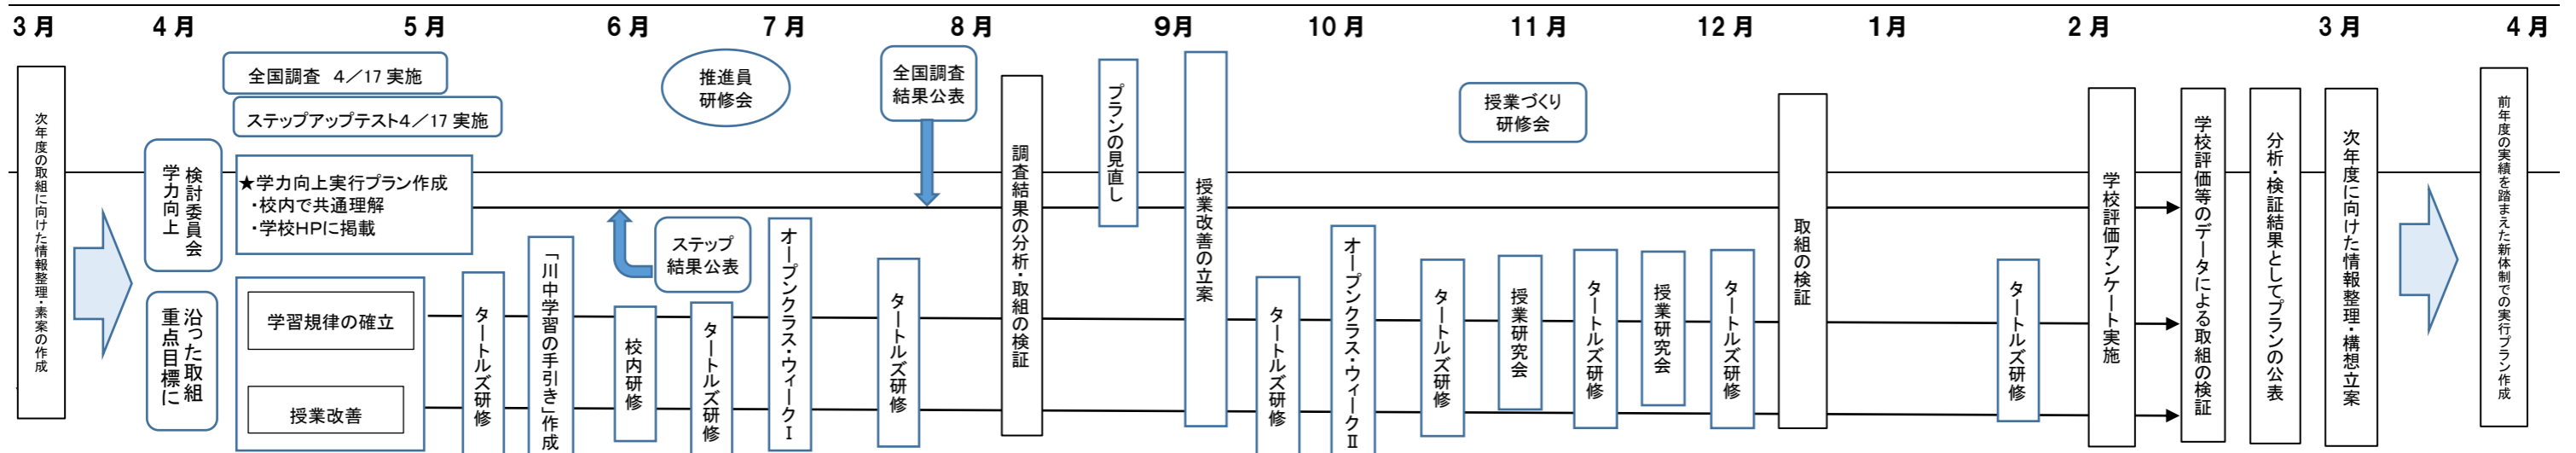 3月 4月 5月 6月 7月 8月 9月 10月 11月 12月 1月 2月 3月 4月
次年度の取組に向けた情報整理・素案の作成
学力向上
検討委員会
重点目標に
沿った取組
全国調査 4/17 実施
ステップアップテスト4/17 実施
★学力向上実行プラン作成
・校内で共通理解
・学校HPに掲載
学習規律の確立
授業改善
タートルズ研修
「川中学習の手引き」作成
ステップ
結果公表
校内研修
推進員
研修会
タートルズ研修
オープンクラス・ウィークⅠ
全国調査
結果公表
タートルズ研修
調査結果の分析・取組の検証
プランの見直し
授業改善の立案
タートルズ研修
オープンクラス・ウィークⅡ
タートルズ研修
授業づくり
研修会
授業研究会
タートルズ研修
授業研究会
タートルズ研修
取組の検証
タートルズ研修
学校評価アンケート実施
学校評価等のデータによる取組の検証
分析・検証結果としてプランの公表
次年度に向けた情報整理・構想立案
前年度の実績を踏まえた新体制での実行プラン作成